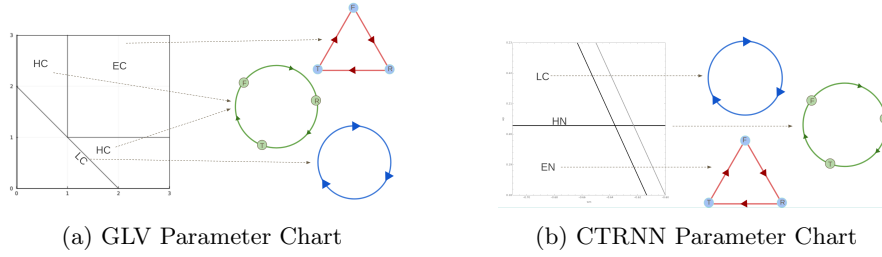 F
3
HC
EC
T
R
2
F
R
1
HC
T
LC
0
0
1
2
3
F
LC
HN
T
F
EN
T
R
(a) GLV Parameter Chart
(b) CTRNN Parameter Chart